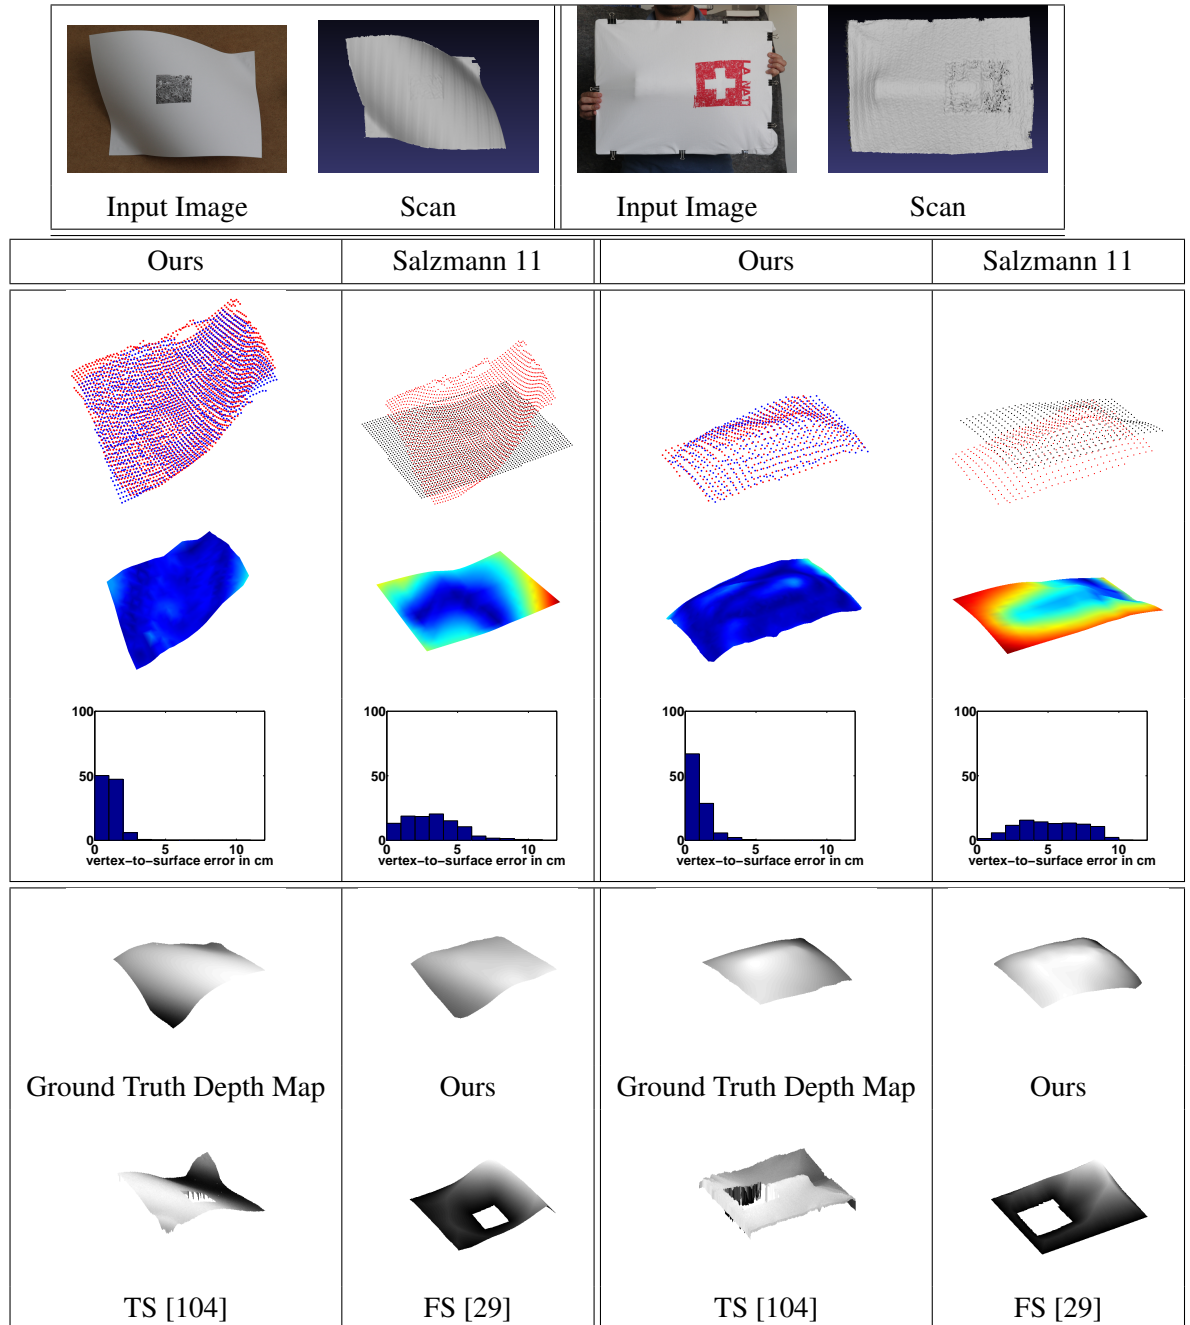 LA NATI
Input Image Scan Input Image Scan
Ours Salzmann 11 Ours Salzmann 11
100 100 100 100
50 50 50 50
0 0 0 0
0 5 10 0 5 10 0 5 10 0 5 10
vertex−to−surface error in cm vertex−to−surface error in cm vertex−to−surface error in cm vertex−to−surface error in cm
Ground Truth Depth Map Ours Ground Truth Depth Map Ours
TS [104] FS [29] TS [104] FS [29]